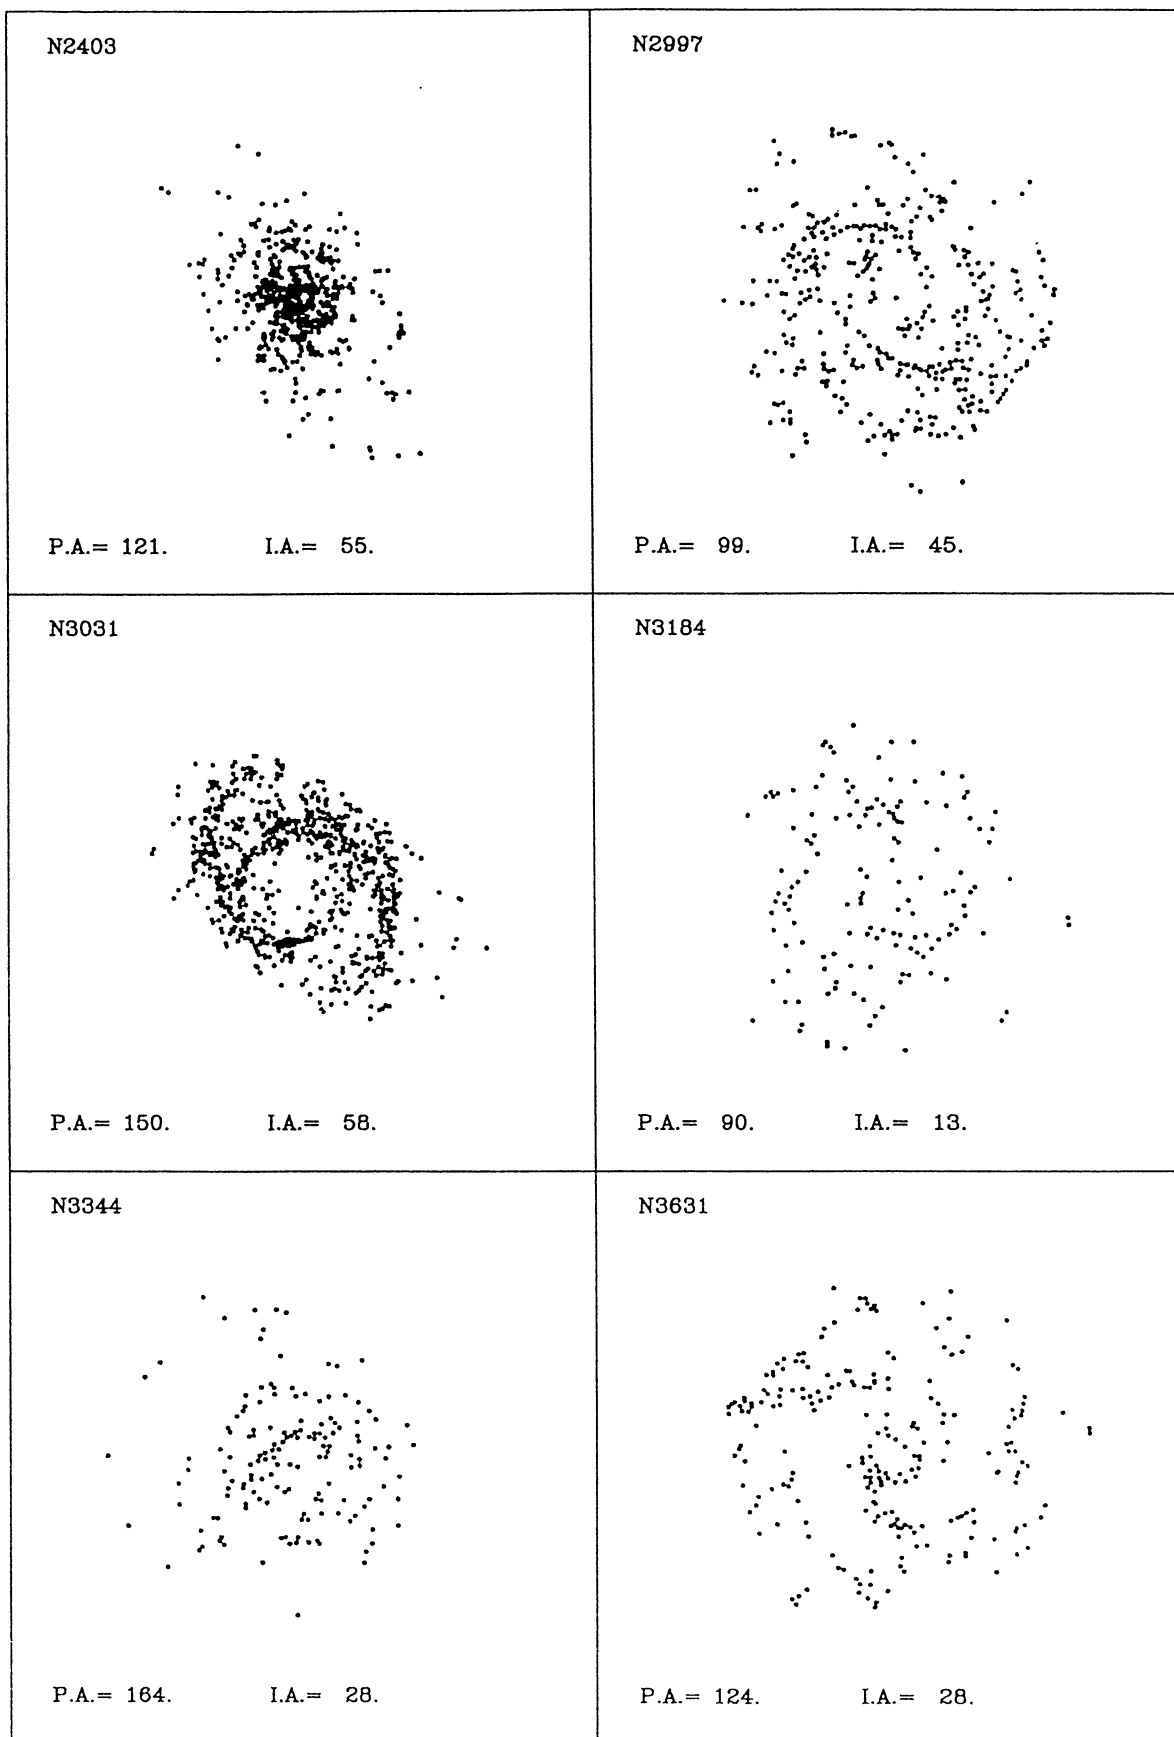 N2403
N2997
P.A.= 121. I.A.= 55.
P.A.= 99. I.A.= 45.
N3031
N3184
P.A.= 150. I.A.= 58.
P.A.= 90. I.A.= 13.
N3344
N3631
P.A.= 164. I.A.= 28.
P.A.= 124. I.A.= 28.